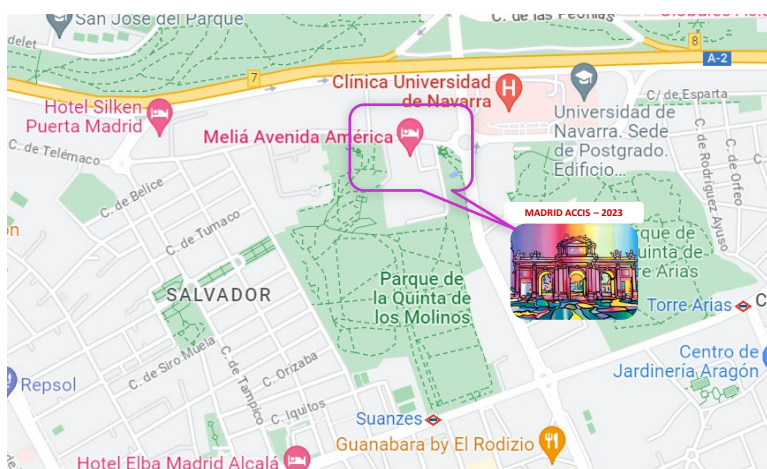 San José del Parque
C. de las Peonías
7
8
A-2
Clínica Universidad
de Navarra
H
Hotel Silken
Puerta Madrid
Meliá Avenida América
Universidad de
Navarra. Sede
de Postgrado.
Edificio...
C/ de Esparta
C. de Telémaco
C. de Rodríguez Ayuso
C. de Orfeo
C. de Belice
C. de Tumaco
MADRID ACCIS – 2023
SALVADOR
Parque de
la Quinta de
los Molinos
rque de
uinta de
re Arias
Torre Arias
C
Centro de
Jardinería Aragón
C. de Siro Muela
C. de Tampico
C. Orizaba
C. Iquitos
Repsol
Suanzes
Guanabara by El Rodizio
Hotel Elba Madrid Alcalá